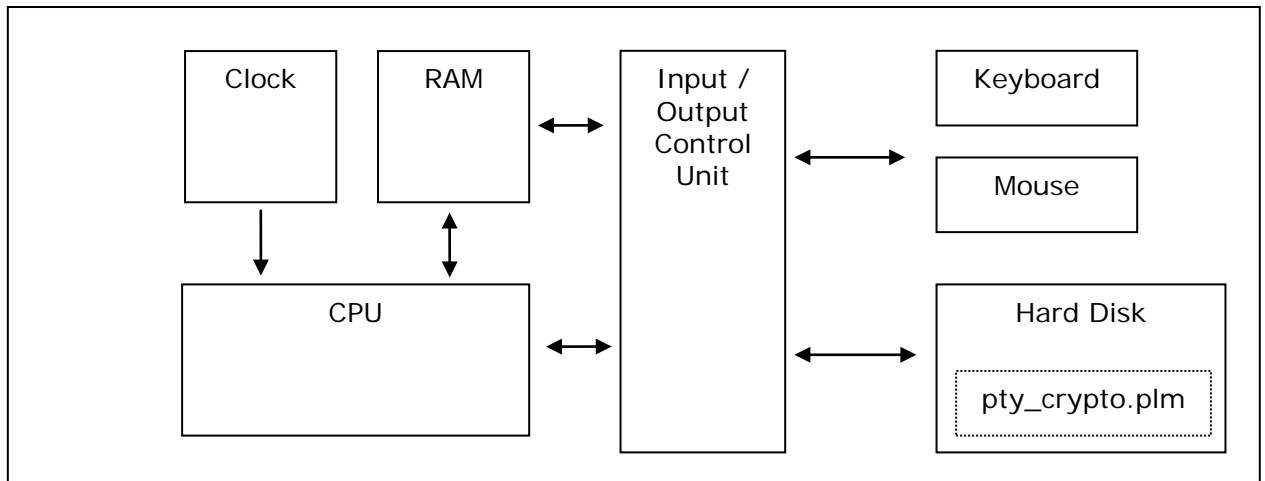 Clock
RAM
Input /
Output
Control
Unit
Keyboard
Mouse
CPU
Hard Disk
pty_crypto.plm